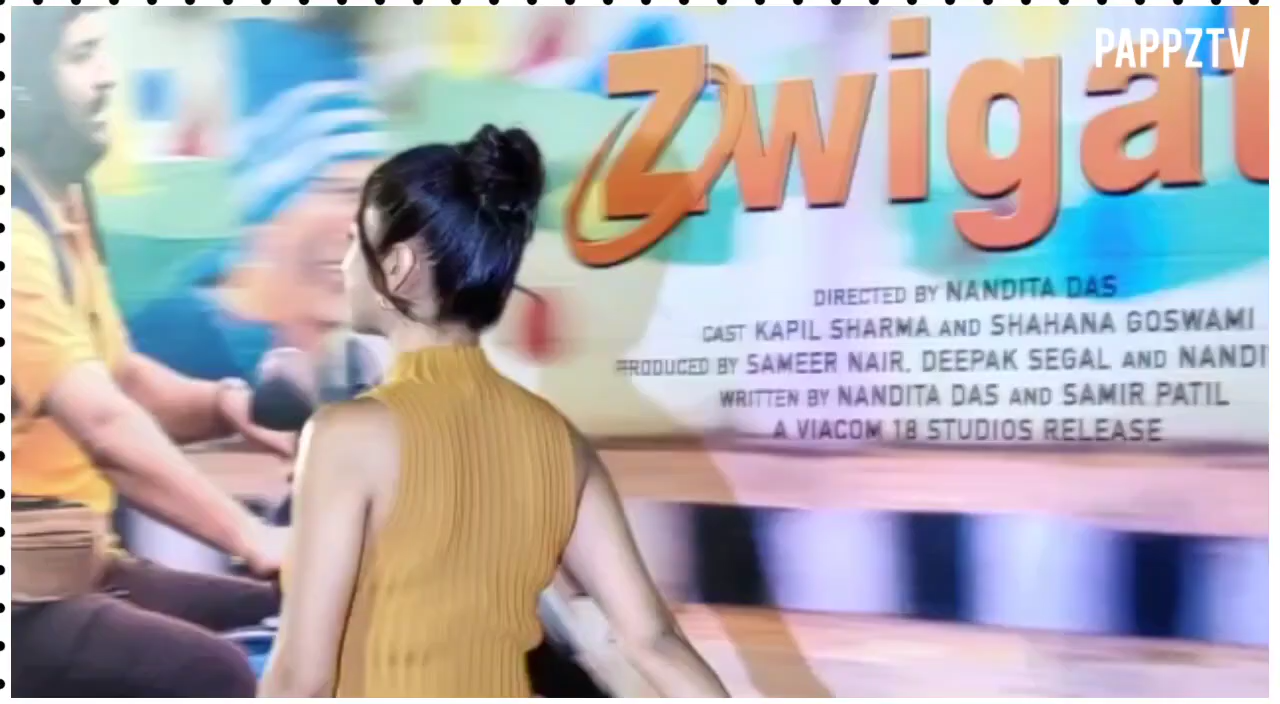 PAPPZTV
Zwigat
DIRECTED BY NANDITA DAS
CAST KAPIL SHARMA AND SHAHANA GOSWAMI
PRODUCED BY SAMEER NAIR, DEEPAK SEGAL AND NANDI
WRITTEN BY NANDITA DAS AND SAMIR PATIL
A VIACOM 18 STUDIOS RELEASE